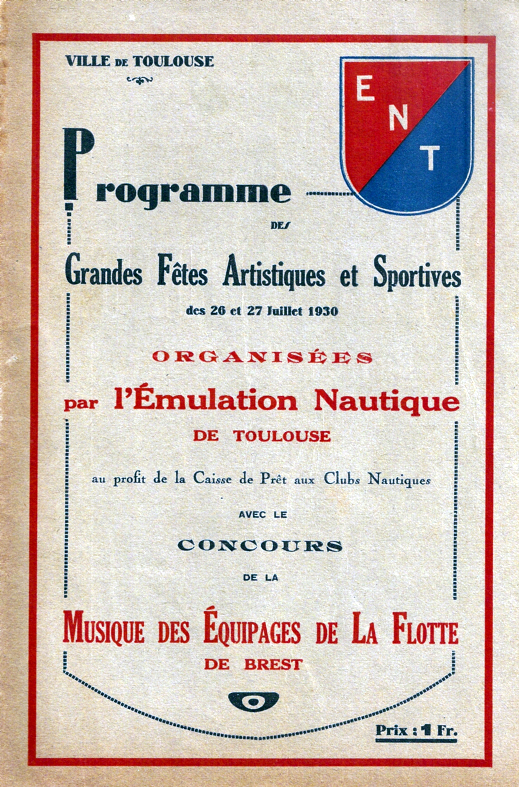 VILLE DE TOULOUSE
E
N
T
Programme
DES
Grandes Fêtes Artistiques et Sportives
des 26 et 27 Juillet 1930
ORGANISÉES
par l'Émulation Nautique
DE TOULOUSE
au profit de la Caisse de Prêt aux Clubs Nautiques
AVEC LE
CONCOURS
DE LA
MUSIQUE DES ÉQUIPAGES DE LA FLOTTE
DE BREST
Prix : 1 Fr.